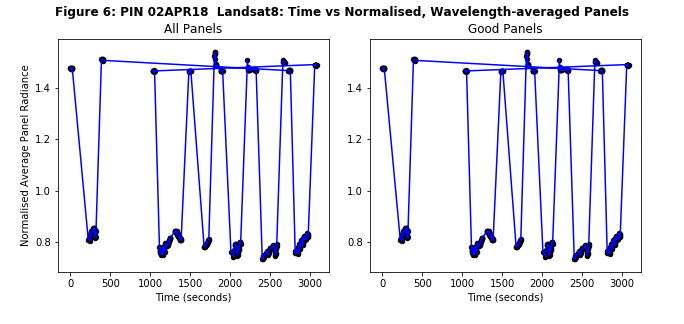 Figure 6: PIN 02APR18  Landsat8: Time vs Normalised, Wavelength-averaged Panels
All Panels
Good Panels
Normalised Average Panel Radiance
1.4
1.2
1.0
0.8
0 500 1000 1500 2000 2500 3000
Time (seconds)
1.4
1.2
1.0
0.8
0 500 1000 1500 2000 2500 3000
Time (seconds)